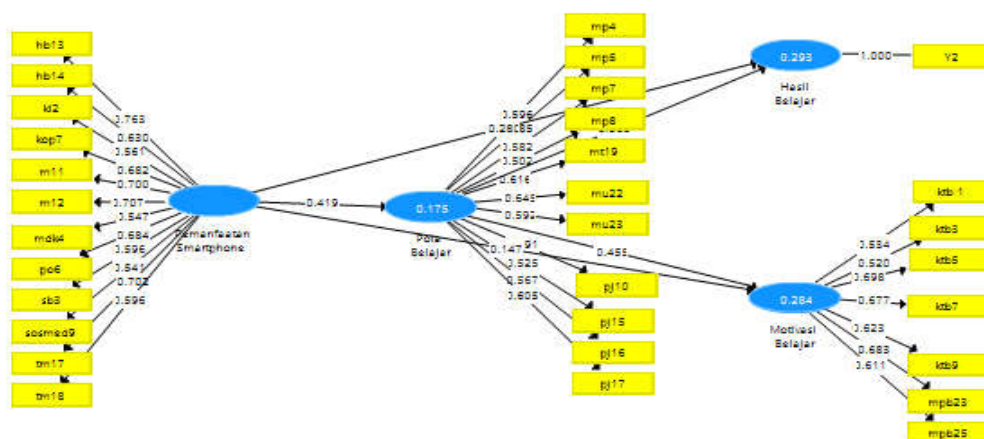 hb13
hb14
ki2
kop7
m11
m12
mdk4
po6
sb3
sosmed9
tm17
tm18
0.763
0.630
0.561
0.682
0.700
0.707
0.547
0.684
0.596
0.541
0.702
0.596
Pemanfaatan
Smartphone
0.419
0.175
Pola
Belajar
mp4
mp5
mp7
mp8
mt19
mu22
mu23
pj10
pj15
pj16
pj17
0.596
0.582
0.502
0.616
0.645
0.592
0.525
0.567
0.605
0.147
0.455
0.293
Hasil
Belajar
1.000
Y2
0.284
Motivasi
Belajar
0.534
0.520
0.698
0.677
0.623
0.683
0.611
ktb1
ktb3
ktb5
ktb7
ktb9
mpb23
mpb25